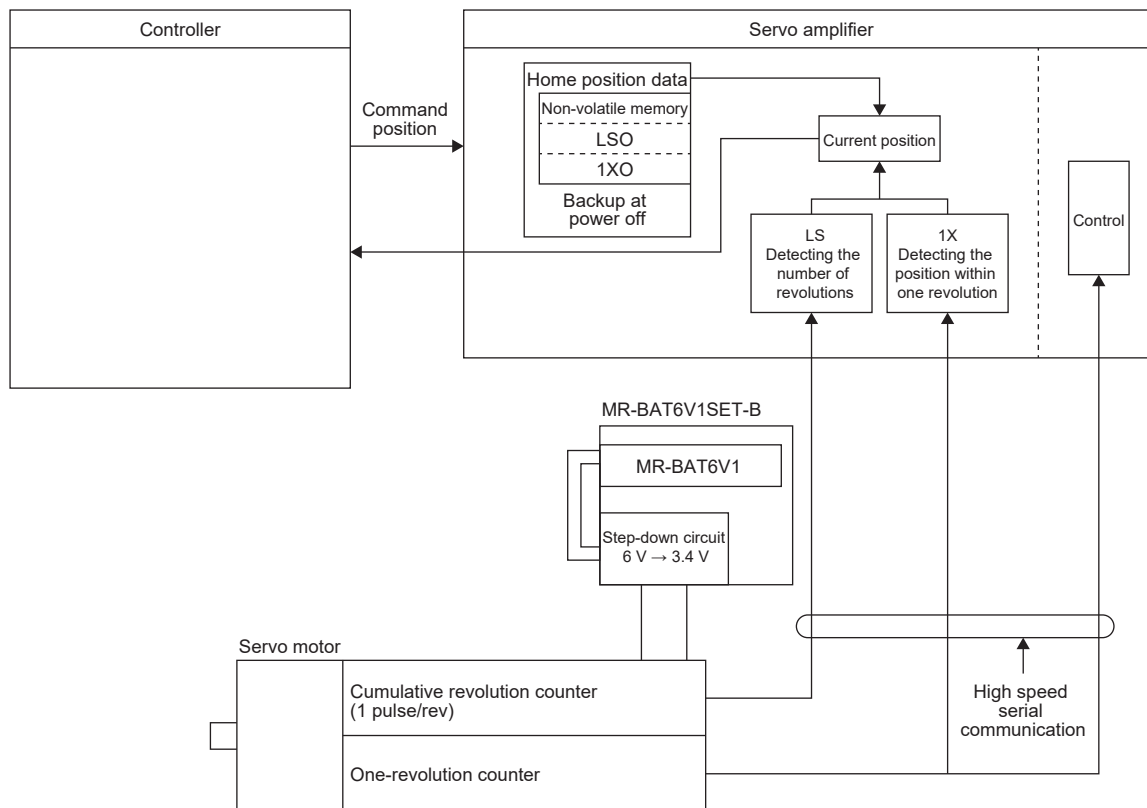 Controller
Servo amplifier
Command
position
Home position data
Non-volatile memory
LSO
1XO
Backup at
power off
Current position
LS
Detecting the
number of
revolutions
1X
Detecting the
position within
one revolution
Control
MR-BAT6V1SET-B
MR-BAT6V1
Step-down circuit
6 V → 3.4 V
Servo motor
Cumulative revolution counter
(1 pulse/rev)
One-revolution counter
High speed
serial
communication